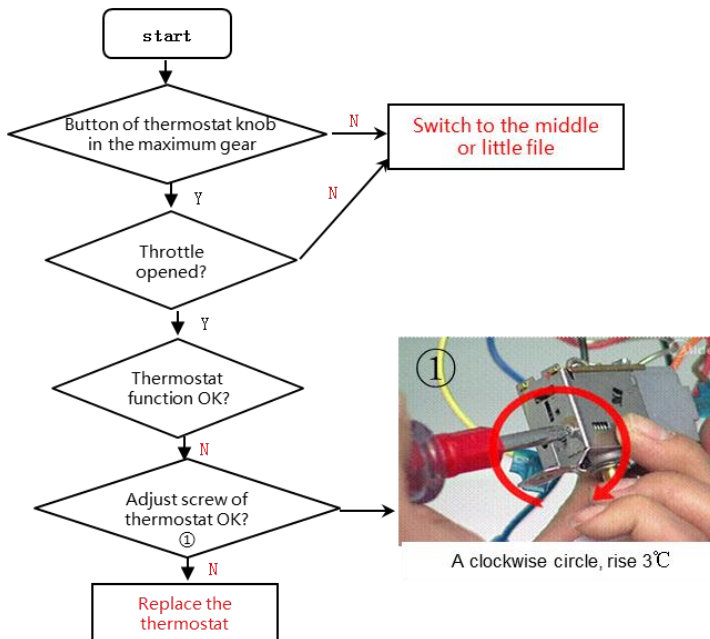 start
Button of thermostat knob
in the maximum gear
N
Switch to the middle
or little file
Y
N
Throttle
opened?
Y
Thermostat
function OK?
N
①
Adjust screw of
thermostat OK?
①
A clockwise circle, rise 3℃
N
Replace the
thermostat